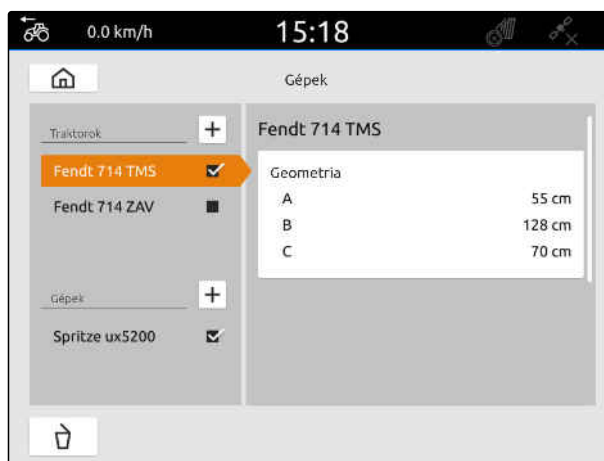 0.0 km/h 15:18
Gépek
Traktorok
Fendt 714 TMS
Fendt 714 ZAV
Gépek
Spritze ux5200
Fendt 714 TMS
Geometria
A 55 cm
B 128 cm
C 70 cm